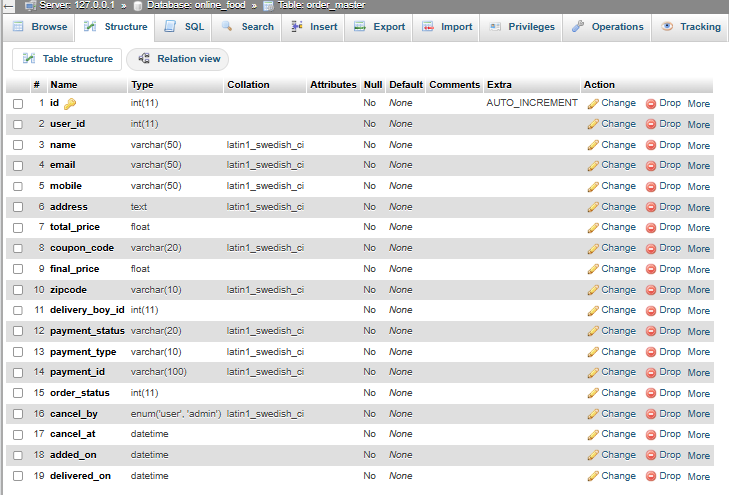 Server: 127.0.0.1 » Database: online_food » Table: order_master
Browse Structure SQL Search Insert Export Import Privileges Operations Tracking
Table structure Relation view
# Name Type Collation Attributes Null Default Comments Extra Action
1 id int(11) No None AUTO_INCREMENT Change Drop More
2 user_id int(11) No None Change Drop More
3 name varchar(50) latin1_swedish_ci No None Change Drop More
4 email varchar(50) latin1_swedish_ci No None Change Drop More
5 mobile varchar(50) latin1_swedish_ci No None Change Drop More
6 address text latin1_swedish_ci No None Change Drop More
7 total_price float No None Change Drop More
8 coupon_code varchar(20) latin1_swedish_ci No None Change Drop More
9 final_price float No None Change Drop More
10 zipcode varchar(10) latin1_swedish_ci No None Change Drop More
11 delivery_boy_id int(11) No None Change Drop More
12 payment_status varchar(20) latin1_swedish_ci No None Change Drop More
13 payment_type varchar(10) latin1_swedish_ci No None Change Drop More
14 payment_id varchar(100) latin1_swedish_ci No None Change Drop More
15 order_status int(11) No None Change Drop More
16 cancel_by enum('user', 'admin') latin1_swedish_ci No None Change Drop More
17 cancel_at datetime No None Change Drop More
18 added_on datetime No None Change Drop More
19 delivered_on datetime No None Change Drop More